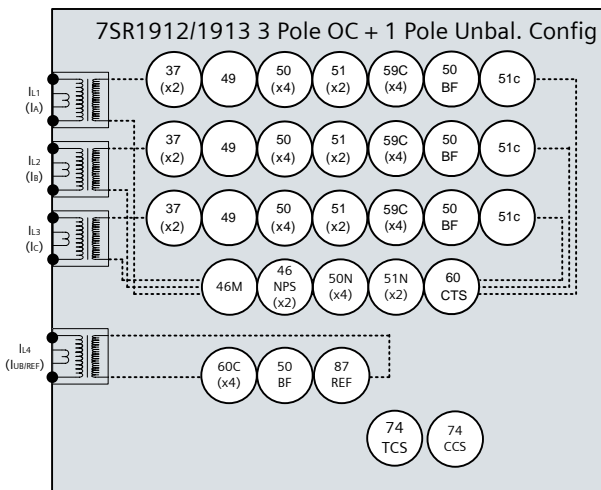 7SR1912/1913 3 Pole OC + 1 Pole Unbal. Config
IL1
(IA)
37
(x2)
49
50
(x4)
51
(x2)
59C
(x4)
50
BF
51c
IL2
(IB)
37
(x2)
49
50
(x4)
51
(x2)
59C
(x4)
50
BF
51c
IL3
(IC)
37
(x2)
49
50
(x4)
51
(x2)
59C
(x4)
50
BF
51c
46M
46
NPS
(x2)
50N
(x4)
51N
(x2)
60
CTS
IL4
(IUB/REF)
60C
(x4)
50
BF
87
REF
74
TCS
74
CCS